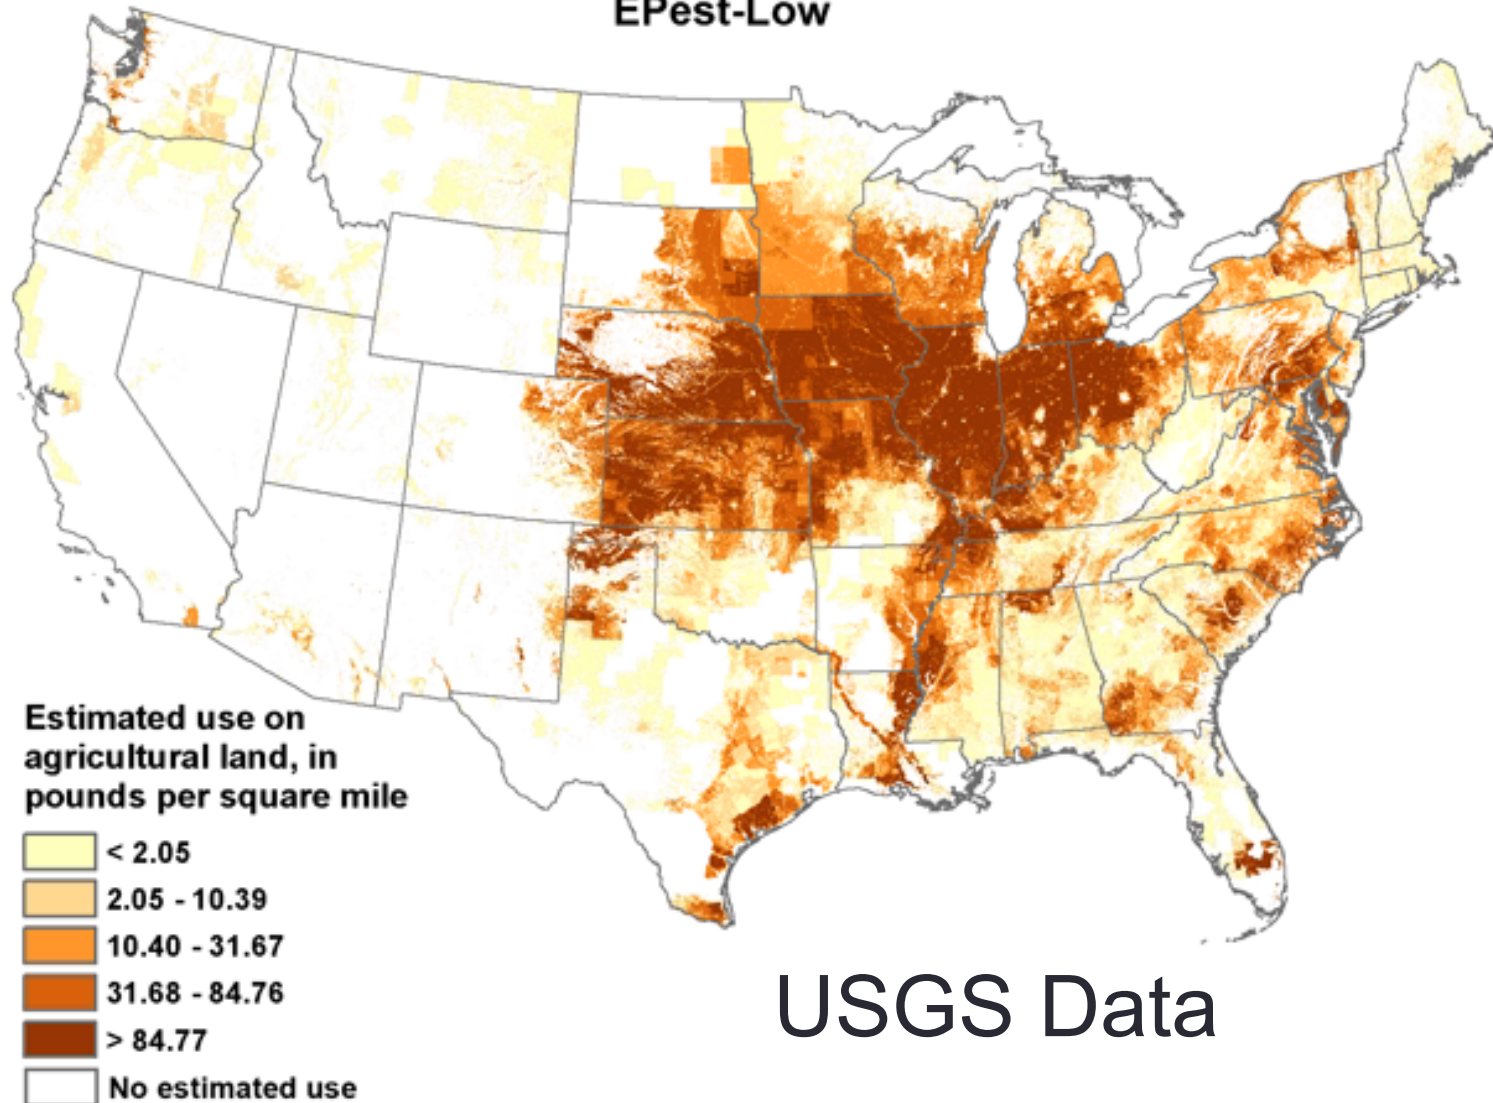 EPest-Low
Estimated use on
agricultural land, in
pounds per square mile
< 2.05
2.05 - 10.39
10.40 - 31.67
31.68 - 84.76
> 84.77
No estimated use
USGS Data